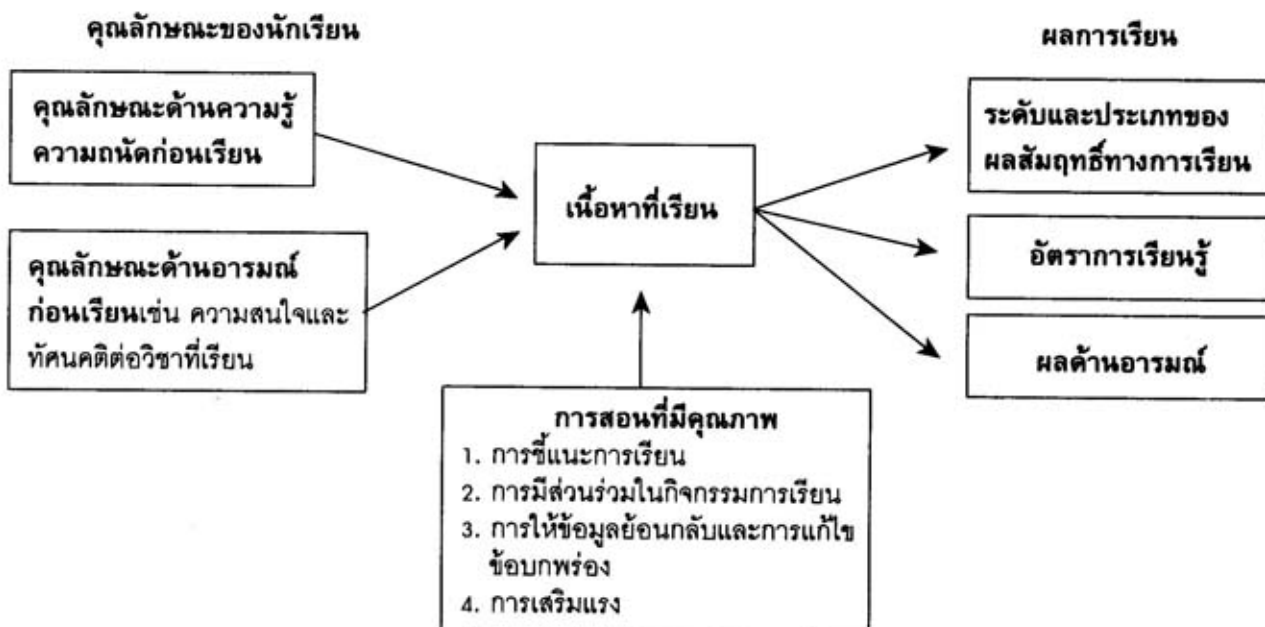 คุณลักษณะของนักเรียน
ผลการเรียน
คุณลักษณะด้านความรู้
ความถนัดก่อนเรียน
คุณลักษณะด้านอารมณ์
ก่อนเรียนเช่น ความสนใจและ
ทัศนคติต่อวิชาที่เรียน
เนื้อหาที่เรียน
ระดับและประเภทของ
ผลสัมฤทธิ์ทางการเรียน
อัตราการเรียนรู้
ผลด้านอารมณ์
การสอนที่มีคุณภาพ
1. การชี้แนะการเรียน
2. การมีส่วนร่วมในกิจกรรมการเรียน
3. การให้ข้อมูลย้อนกลับและการแก้ไข
ข้อบกพร่อง
4. การเสริมแรง